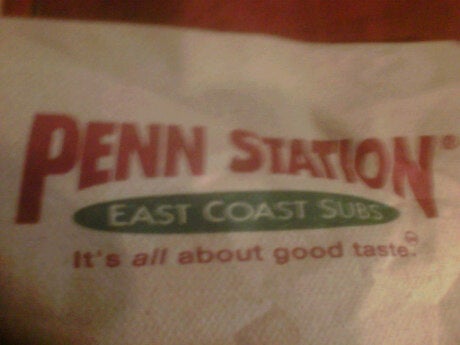 PENN STATION®
EAST COAST SUBS
It's all about good taste.